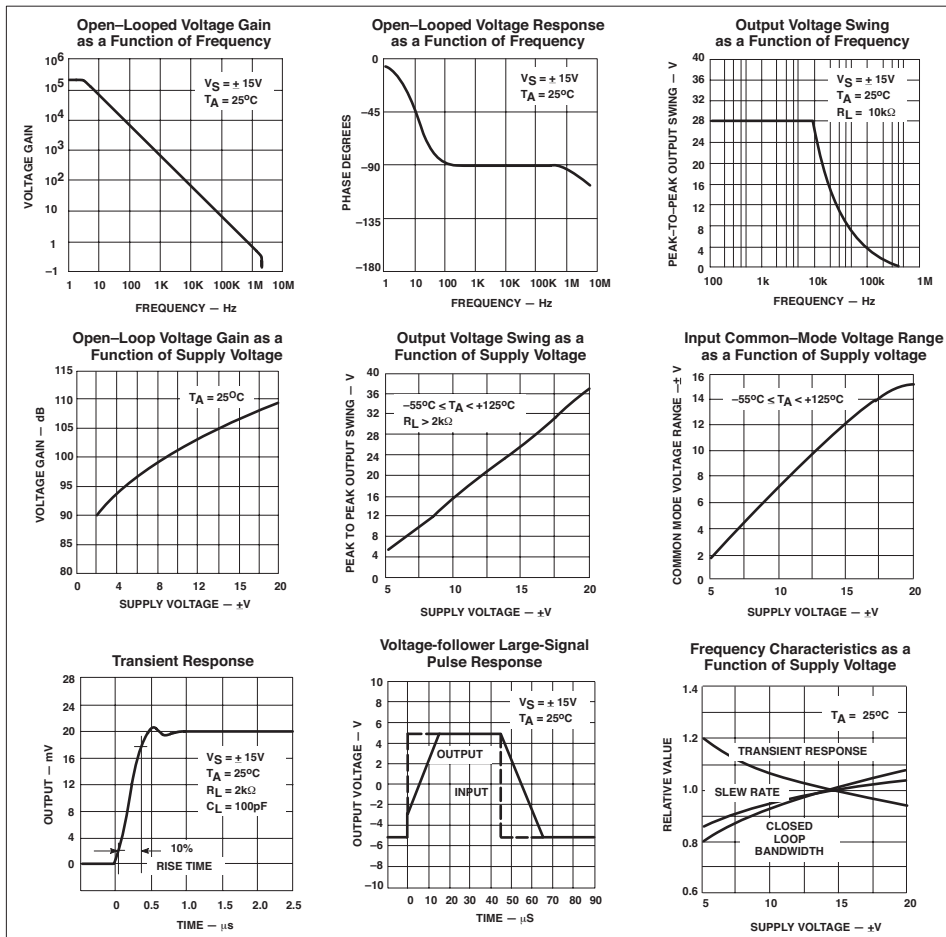 Open–Looped Voltage Gain
as a Function of Frequency
10⁶
10⁵
10⁴
10³
10²
10
1
–1
VOLTAGE GAIN
VS = ± 15V
TA = 25ºC
1 10 100 1K 10K 100K 1M 10M
FREQUENCY — Hz
Open–Looped Voltage Response
as a Function of Frequency
0
–45
–90
–135
–180
PHASE DEGREES
VS = ± 15V
TA = 25ºC
1 10 100 1K 10K 100K 1M 10M
FREQUENCY — Hz
Output Voltage Swing
as a Function of Frequency
40
36
32
28
24
20
16
12
8
4
0
PEAK–TO–PEAK OUTPUT SWING — V
VS = ± 15V
TA = 25ºC
RL = 10kΩ
100 1k 10k 100k 1M
FREQUENCY — Hz
Open–Loop Voltage Gain as a
Function of Supply Voltage
115
110
105
100
95
90
85
80
VOLTAGE GAIN — dB
TA = 25ºC
0 4 8 12 16 20
SUPPLY VOLTAGE — ±V
Output Voltage Swing as a
Function of Supply Voltage
40
36
32
28
24
20
16
12
8
4
0
PEAK TO PEAK OUTPUT SWING — V
–55ºC ≤ TA < +125ºC
RL > 2kΩ
5 10 15 20
SUPPLY VOLTAGE — ±V
Input Common–Mode Voltage Range
as a Function of Supply voltage
16
14
12
10
8
6
4
2
0
COMMON MODE VOLTAGE RANGE —± V
–55ºC ≤ TA < +125ºC
5 10 15 20
SUPPLY VOLTAGE — ±V
Transient Response
28
24
20
16
12
8
4
0
OUTPUT — mV
VS = ± 15V
TA = 25ºC
RL = 2kΩ
CL = 100pF
10%
RISE TIME
0 0.5 1.0 1.5 2.0 2.5
TIME — µs
Voltage-follower Large-Signal
Pulse Response
10
8
6
4
2
0
–2
–4
–6
–8
–10
OUTPUT VOLTAGE — V
VS = ± 15V
TA = 25ºC
OUTPUT
INPUT
0 10 20 30 40 50 60 70 80 90
TIME — µS
Frequency Characteristics as a
Function of Supply Voltage
1.4
1.2
1.0
0.8
0.6
RELATIVE VALUE
TA = 25ºC
TRANSIENT RESPONSE
SLEW RATE
CLOSED
LOOP
BANDWIDTH
5 10 15 20
SUPPLY VOLTAGE — ±V